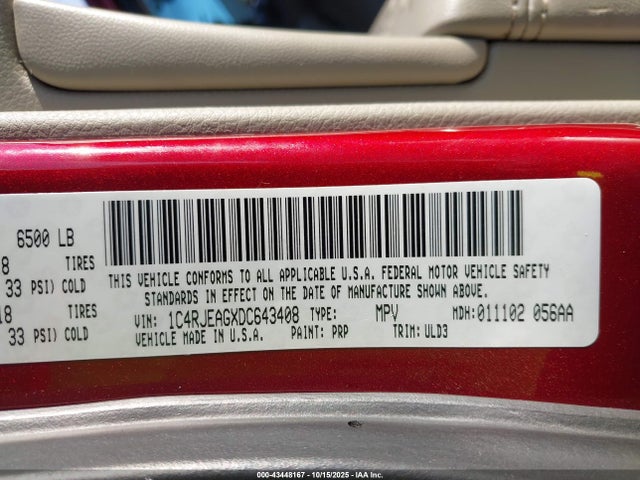 6500 LB
8 TIRES
33 PSI) COLD
18 TIRES
33 PSI) COLD
THIS VEHICLE CONFORMS TO ALL APPLICABLE U.S.A. FEDERAL MOTOR VEHICLE SAFETY
STANDARDS IN EFFECT ON THE DATE OF MANUFACTURE SHOWN ABOVE.
VIN: 1C4RJEAGXDC643408 TYPE: MPV MDH:011102 056AA
VEHICLE MADE IN U.S.A. PAINT: PRP TRIM: ULD3
000-43448167 - 10/15/2025 - IAA Inc.